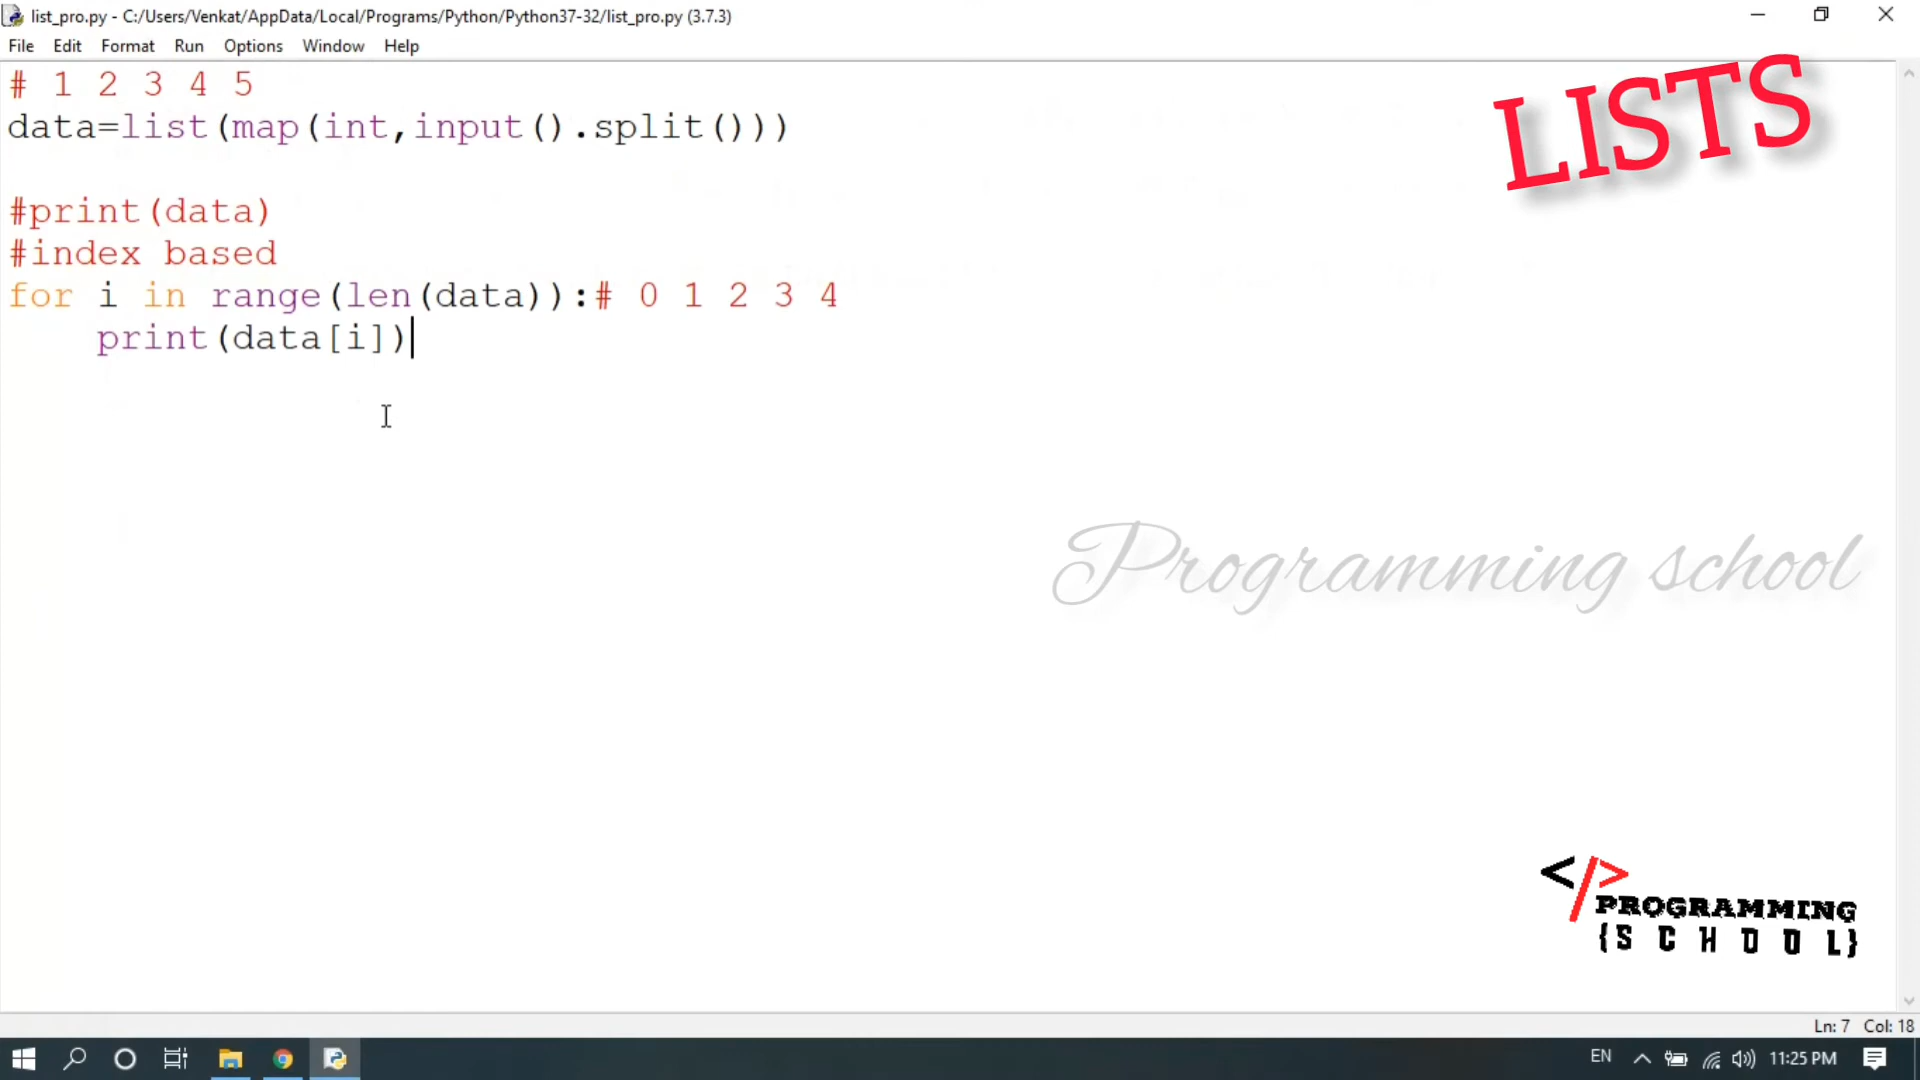 list_pro.py - C:/Users/Venkat/AppData/Local/Programs/Python/Python37-32/list_pro.py (3.7.3)
File Edit Format Run Options Window Help
# 1 2 3 4 5
data=list(map(int,input().split()))
#print(data)
#index based
for i in range(len(data)):# 0 1 2 3 4
    print(data[i])
LISTS
Programming school
</>
PROGRAMMING
{SCHOOL}
Ln: 7 Col: 18
EN 11:25 PM